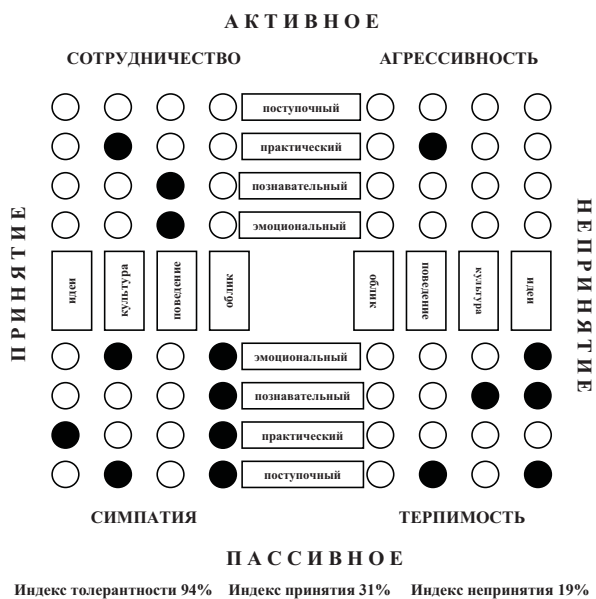 АКТИВНОЕ
СОТРУДНИЧЕСТВО АГРЕССИВНОСТЬ
поступочный
практический
познавательный
эмоциональный
ПРИНЯТИЕ
идеи
культура
поведение
облик
облик
поведение
культура
идеи
НЕПРИНЯТИЕ
эмоциональный
познавательный
практический
поступочный
СИМПАТИЯ ТЕРПИМОСТЬ
ПАССИВНОЕ
Индекс толерантности 94% Индекс принятия 31% Индекс непринятия 19%